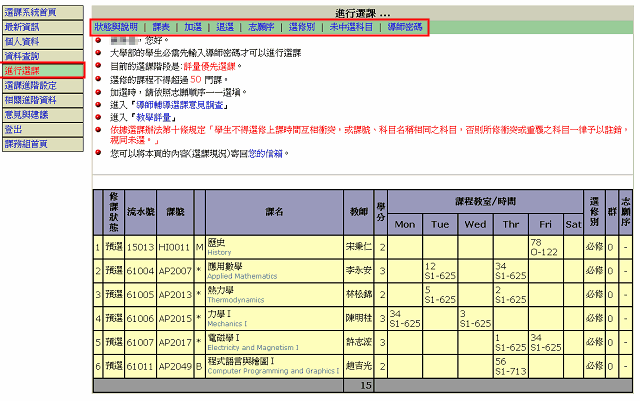 選課系統首頁
最新資訊
個人資料
資料查詢
進行選課
選課進階設定
相關進階資料
意見與建議
登出
課務組首頁
進行選課 ...
狀態與說明 | 課表 | 加選 | 退選 | 志願序 | 選修別 | 未中選科目 | 導師密碼
，您好。
大學部的學生必需先輸入導師密碼才可以進行選課
目前的選課階段是: 評量優先選課。
選修的課程不得超過 50 門課。
加選時，請依照志願順序一一選填。
進入「導師輔導選課意見調查」
進入「教學評量」
依據選課辦法第十條規定「學生不得選修上課時間互相衝突，或課號、科目名稱相同之科目，否則所修衝突或重覆之科目一律予以註銷，
視同未選。」
您可以將本頁的內容(選課現況)寄回您的信箱。
修課狀態 流水號 課號 課名 教師 學分 課程教室/時間 選修別 群 志願序
Mon Tue Wed Thr Fri Sat
1 預選 15013 HI0011 M 歷史 宋秉仁 2 78 必修 0 -
History O-122
2 預選 61004 AP2007 * 應用數學 李永安 3 12 34 必修 0 -
Applied Mathematics S1-625 S1-625
3 預選 61005 AP2013 * 熱力學 林松錦 2 5 2 必修 0 -
Thermodynamics S1-625 S1-625
4 預選 61006 AP2015 * 力學 I 陳明桂 3 34 3 必修 0 -
Mechanics I S1-625 S1-625
5 預選 61007 AP2017 * 電磁學 I 許志泓 3 1 34 必修 0 -
Electricity and Magnetism I S1-625 S1-625
6 預選 61011 AP2049 B 程式語言與繪圖 I 趙吉光 2 56 必修 0 -
Computer Programming and Graphics I S1-713
15